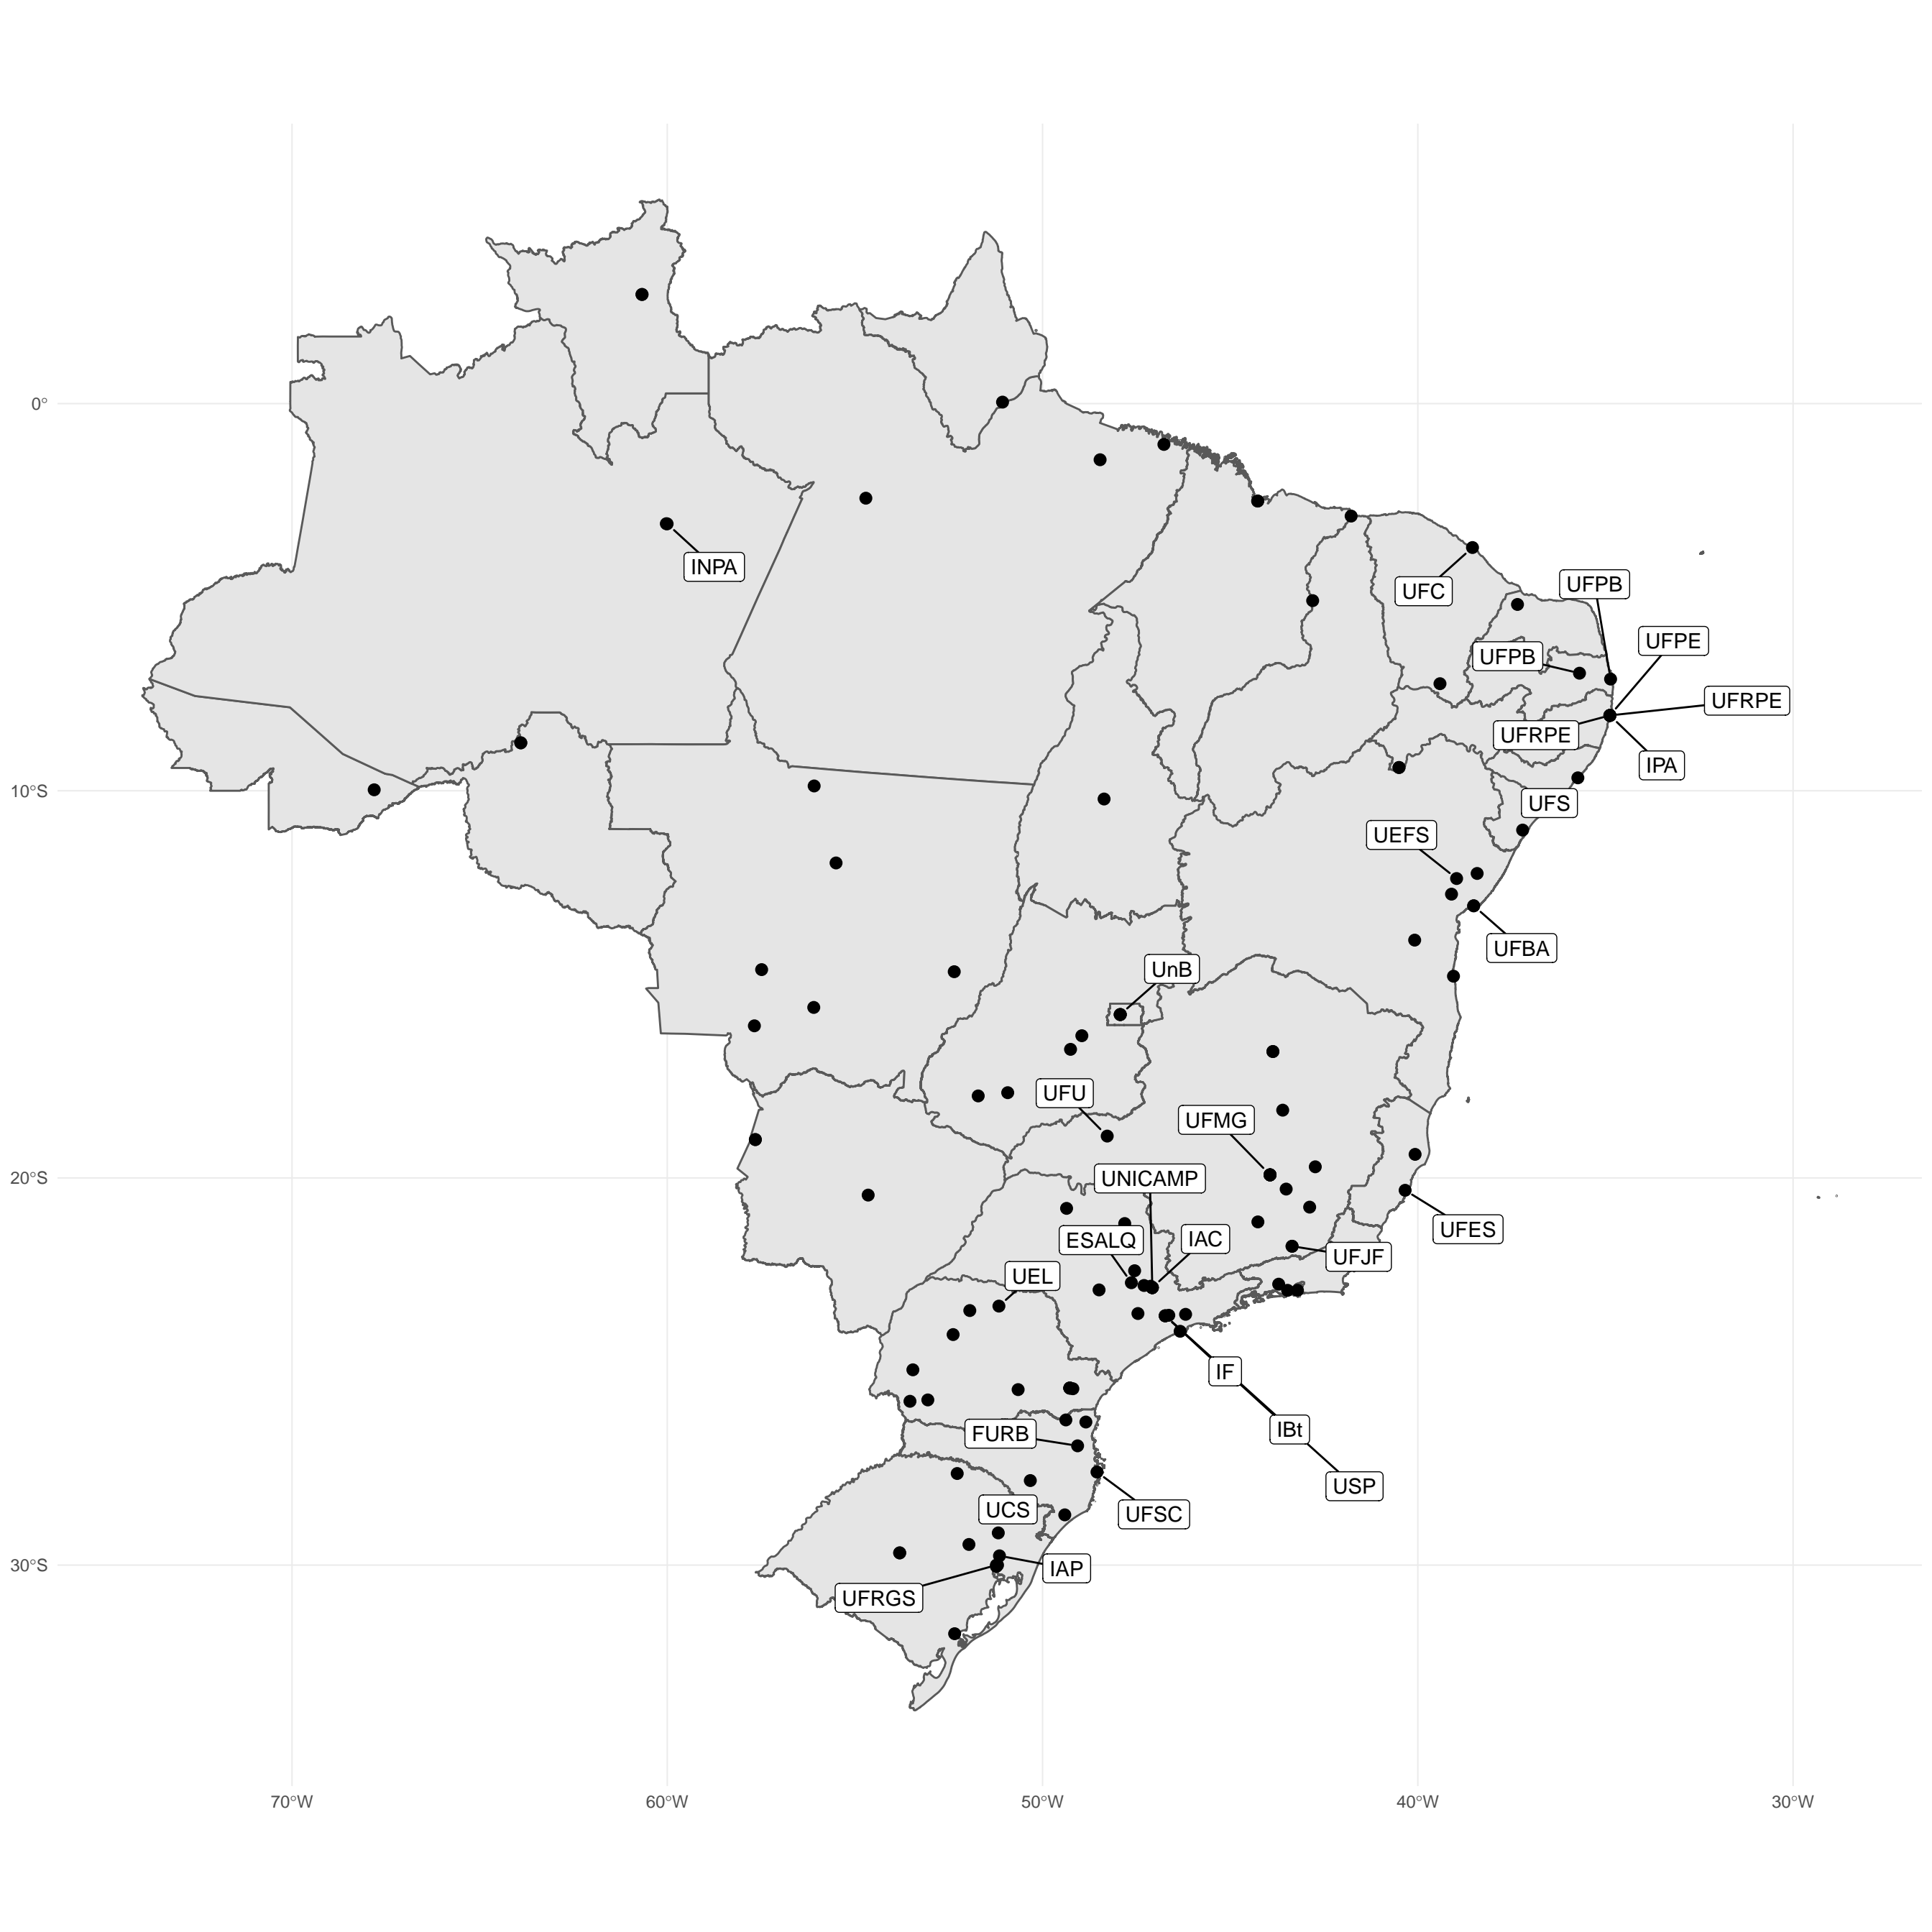 0°
INPA
UFC
UFPB
UFPE
UFPB
UFRPE
UFRPE
IPA
10°S
UFS
UEFS
UFBA
UnB
UFU
UFMG
20°S
UNICAMP
UFES
ESALQ
IAC
UFJF
UEL
IF
IBt
FURB
USP
UCS
UFSC
30°S
IAP
UFRGS
70°W
60°W
50°W
40°W
30°W